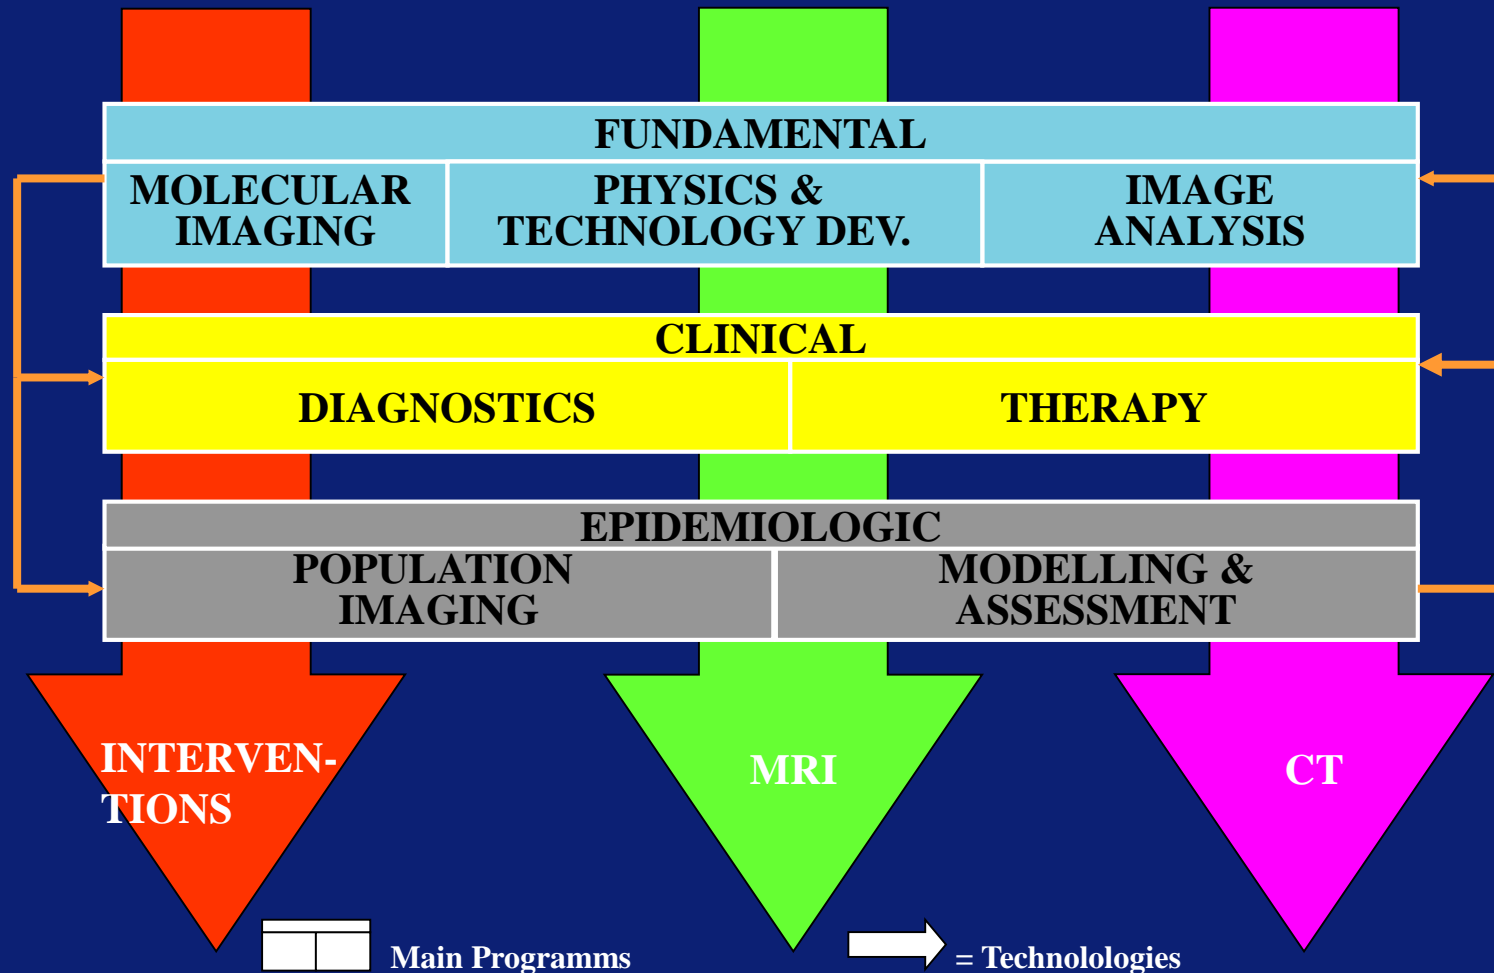 FUNDAMENTAL
MOLECULAR
IMAGING
PHYSICS &
TECHNOLOGY DEV.
IMAGE
ANALYSIS
CLINICAL
DIAGNOSTICS
THERAPY
EPIDEMIOLOGIC
POPULATION
IMAGING
MODELLING &
ASSESSMENT
INTERVEN-
TIONS
MRI
CT
Main Programms
= Technolologies